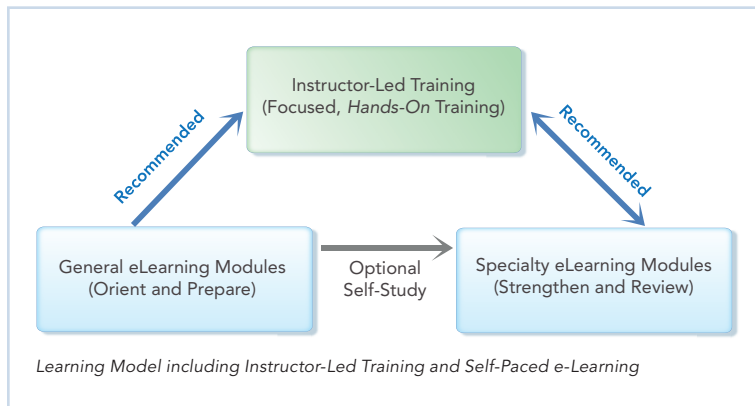 Instructor-Led Training
(Focused, Hands-On Training)
Recommended
Recommended
General eLearning Modules
(Orient and Prepare)
Optional
Self-Study
Specialty eLearning Modules
(Strengthen and Review)
Learning Model including Instructor-Led Training and Self-Paced e-Learning